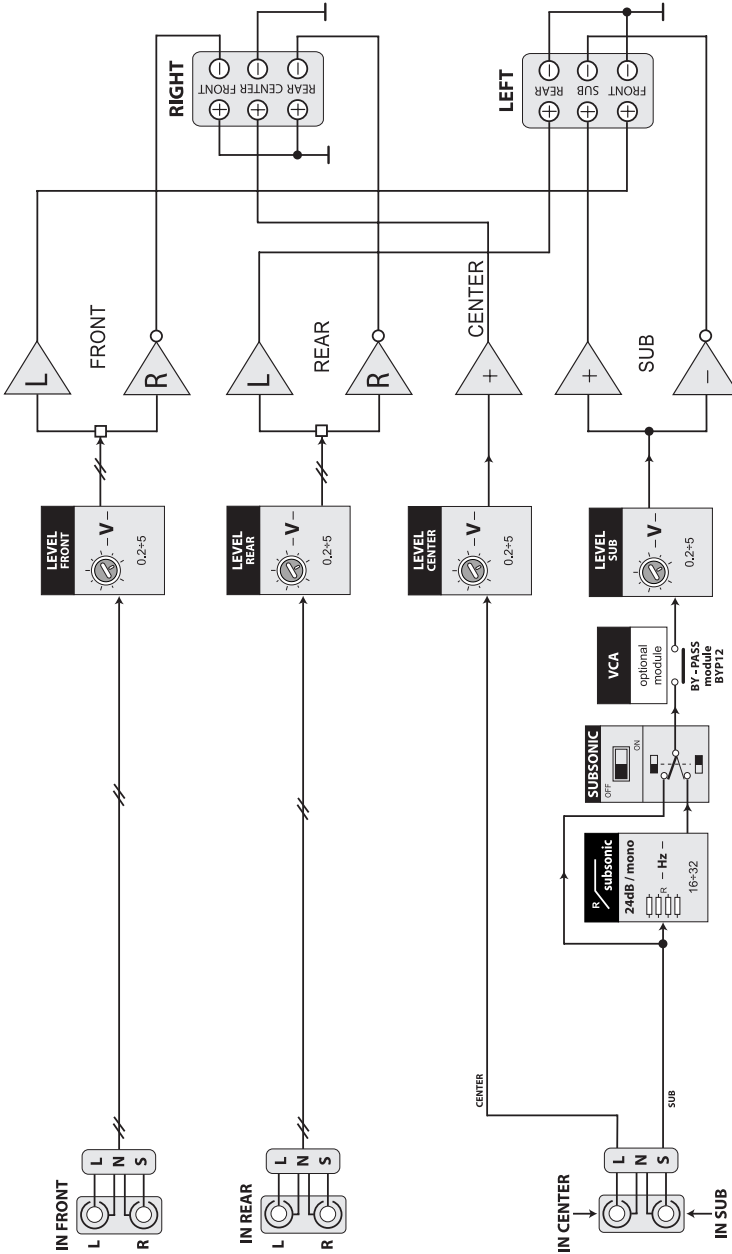 RIGHT
FRONT
CENTER
REAR
− − −
+ + +
LEFT
REAR
SUB
FRONT
− − −
+ + +
L
FRONT
R
L
REAR
R
CENTER
+
+
SUB
−
LEVEL
FRONT
– V –
0.2÷5
LEVEL
REAR
– V –
0.2÷5
LEVEL
CENTER
– V –
0.2÷5
LEVEL
SUB
– V –
0.2÷5
VCA
optional
module
BY-PASS
module
BYP12
SUBSONIC
OFF
ON
R
subsonic
24dB / mono
R
– Hz –
16÷32
CENTER
SUB
IN FRONT
L
R
L
N
S
IN REAR
L
R
L
N
S
IN CENTER
L
N
S
IN SUB